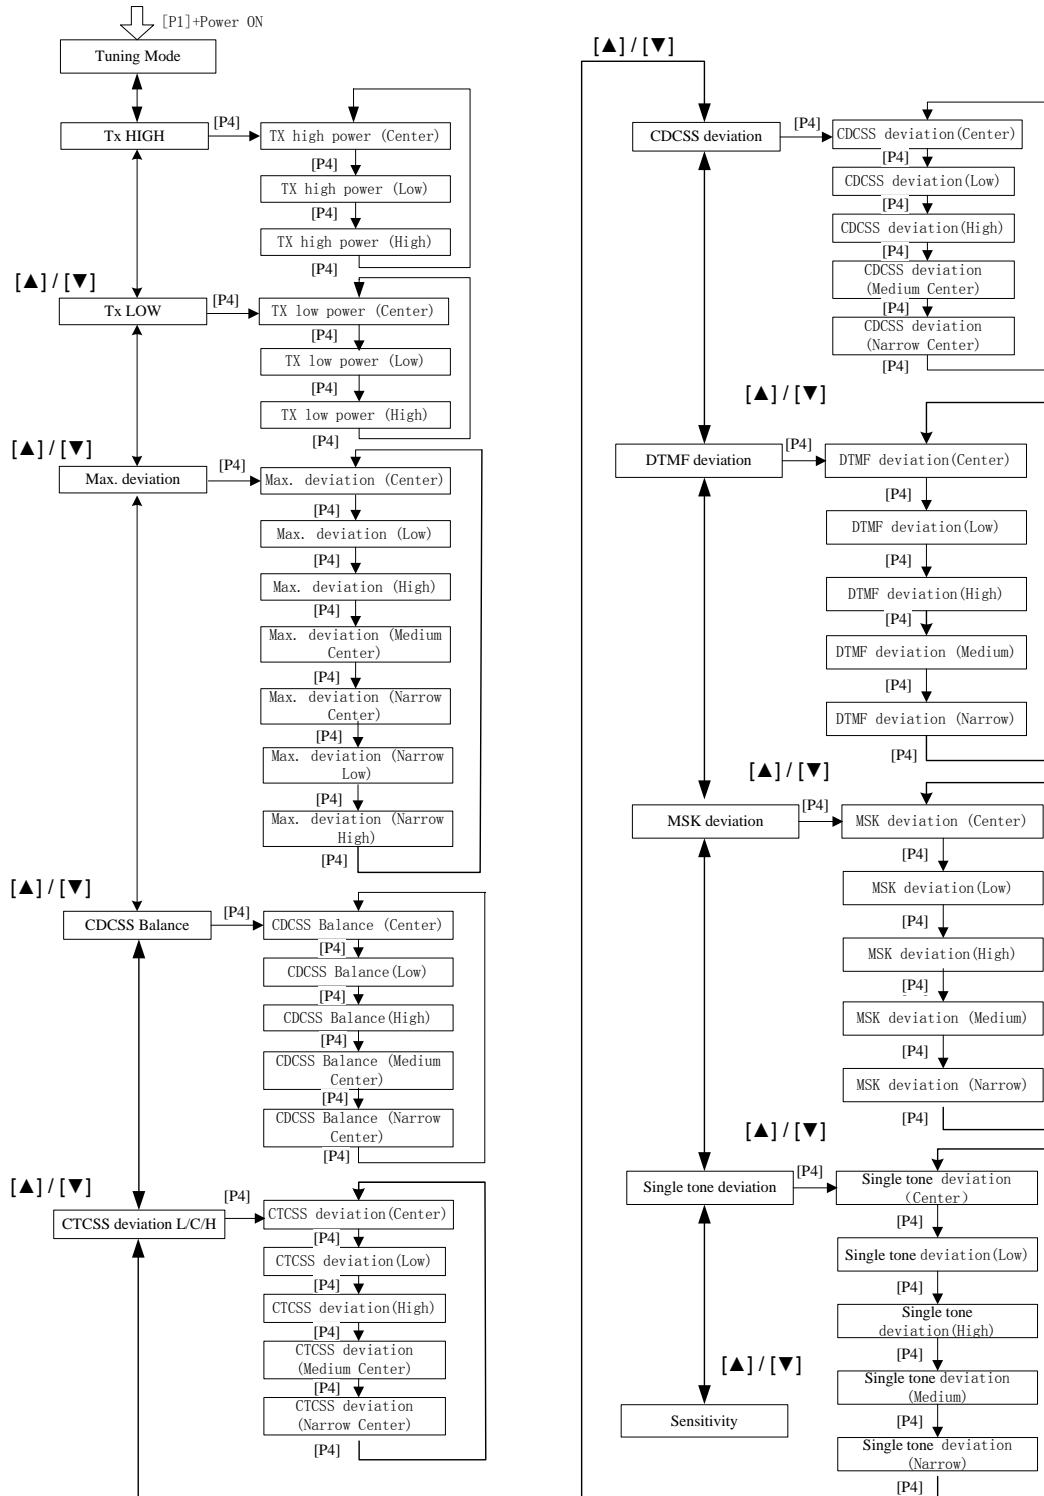 [P1]+Power ON
Tuning Mode
Tx HIGH
[P4]
TX high power (Center)
[P4]
TX high power (Low)
[P4]
TX high power (High)
[P4]
[▲] / [▼]
Tx LOW
[P4]
TX low power (Center)
[P4]
TX low power (Low)
[P4]
TX low power (High)
[P4]
[▲] / [▼]
Max. deviation
[P4]
Max. deviation (Center)
[P4]
Max. deviation (Low)
[P4]
Max. deviation (High)
[P4]
Max. deviation (Medium
Center)
[P4]
Max. deviation (Narrow
Center)
[P4]
Max. deviation (Narrow
Low)
[P4]
Max. deviation (Narrow
High)
[P4]
[▲] / [▼]
CDCSS Balance
[P4]
CDCSS Balance (Center)
[P4]
CDCSS Balance(Low)
[P4]
CDCSS Balance(High)
[P4]
CDCSS Balance (Medium
Center)
[P4]
CDCSS Balance (Narrow
Center)
[P4]
[▲] / [▼]
CTCSS deviation L/C/H
[P4]
CTCSS deviation(Center)
[P4]
CTCSS deviation(Low)
[P4]
CTCSS deviation(High)
[P4]
CTCSS deviation
(Medium Center)
[P4]
CTCSS deviation
(Narrow Center)
[P4]
[▲] / [▼]
CDCSS deviation
[P4]
CDCSS deviation(Center)
[P4]
CDCSS deviation(Low)
[P4]
CDCSS deviation(High)
[P4]
CDCSS deviation
(Medium Center)
[P4]
CDCSS deviation
(Narrow Center)
[P4]
[▲] / [▼]
DTMF deviation
[P4]
DTMF deviation(Center)
[P4]
DTMF deviation(Low)
[P4]
DTMF deviation(High)
[P4]
DTMF deviation (Medium)
[P4]
DTMF deviation (Narrow)
[P4]
[▲] / [▼]
MSK deviation
[P4]
MSK deviation (Center)
[P4]
MSK deviation(Low)
[P4]
MSK deviation(High)
[P4]
MSK deviation (Medium)
[P4]
MSK deviation (Narrow)
[P4]
[▲] / [▼]
Single tone deviation
[P4]
Single tone deviation
(Center)
[P4]
Single tone deviation(Low)
[P4]
Single tone
deviation(High)
[P4]
Single tone deviation
(Medium)
[P4]
Single tone deviation
(Narrow)
[P4]
[▲] / [▼]
Sensitivity